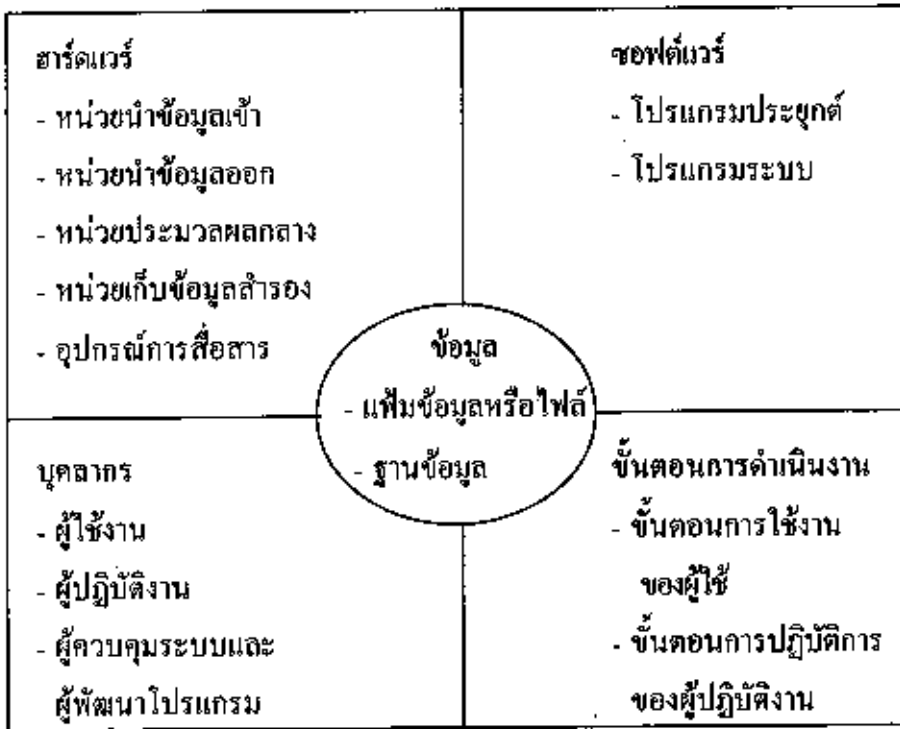 ฮาร์ดแวร์
- หน่วยนำข้อมูลเข้า
- หน่วยนำข้อมูลออก
- หน่วยประมวลผลกลาง
- หน่วยเก็บข้อมูลสำรอง
- อุปกรณ์การสื่อสาร
ซอฟต์แวร์
- โปรแกรมประยุกต์
- โปรแกรมระบบ
ข้อมูล
- แฟ้มข้อมูลหรือไฟล์
- ฐานข้อมูล
บุคลากร
- ผู้ใช้งาน
- ผู้ปฏิบัติงาน
- ผู้ควบคุมระบบและ
ผู้พัฒนาโปรแกรม
ขั้นตอนการดำเนินงาน
- ขั้นตอนการใช้งาน
ของผู้ใช้
- ขั้นตอนการปฏิบัติการ
ของผู้ปฏิบัติงาน